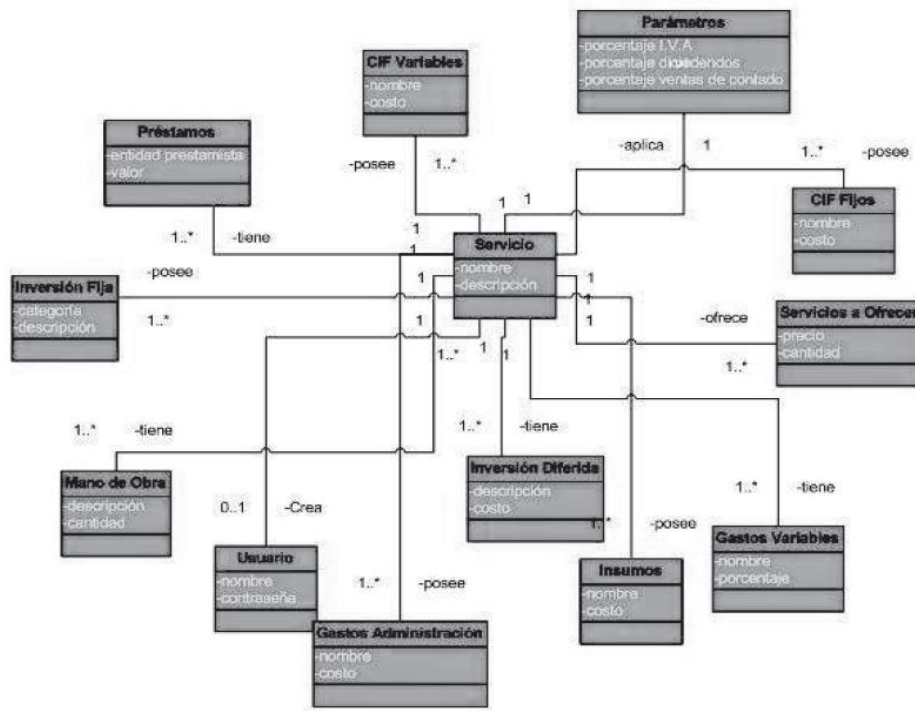 Parámetros
-porcentaje I.V.A
-porcentaje
-porcentaje ventas de contado
CIF Variables
-nombre
-costo
Préstamos
-entidad prestamista
-valor
-posee
1..*
-aplica
1
1..*
-posee
CIF Fijos
-nombre
-costo
1..*
-tiene
1
1
1
1
Servicio
-nombre
-descripción
-posee
Inversión Fija
-categoría
-descripción
1..*
1
1
1
1
1
-ofrece
1..*
Servicios a Ofrecer
-precio
-cantidad
1..*
1
1
1..*
-tiene
Mano de Obra
-descripción
-cantidad
1..*
-tiene
Inversión Diferida
-descripción
-costo
0..1
-Crea
Usuario
-nombre
-contraseña
1..*
-tiene
Gastos Variables
-nombre
-porcentaje
1..*
-posee
Insumos
-nombre
-costo
1..*
-posee
Gastos Administración
-nombre
-costo